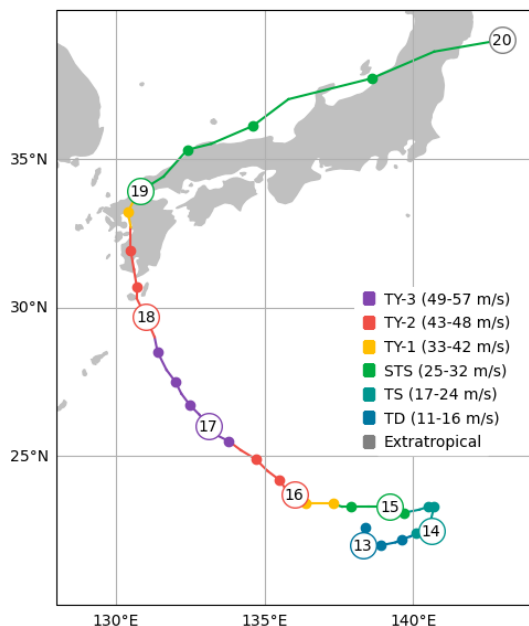 20
35°N
19
30°N
18
TY-3 (49-57 m/s)
TY-2 (43-48 m/s)
TY-1 (33-42 m/s)
STS (25-32 m/s)
TS (17-24 m/s)
TD (11-16 m/s)
Extratropical
17
25°N
16
15
14
13
130°E
135°E
140°E